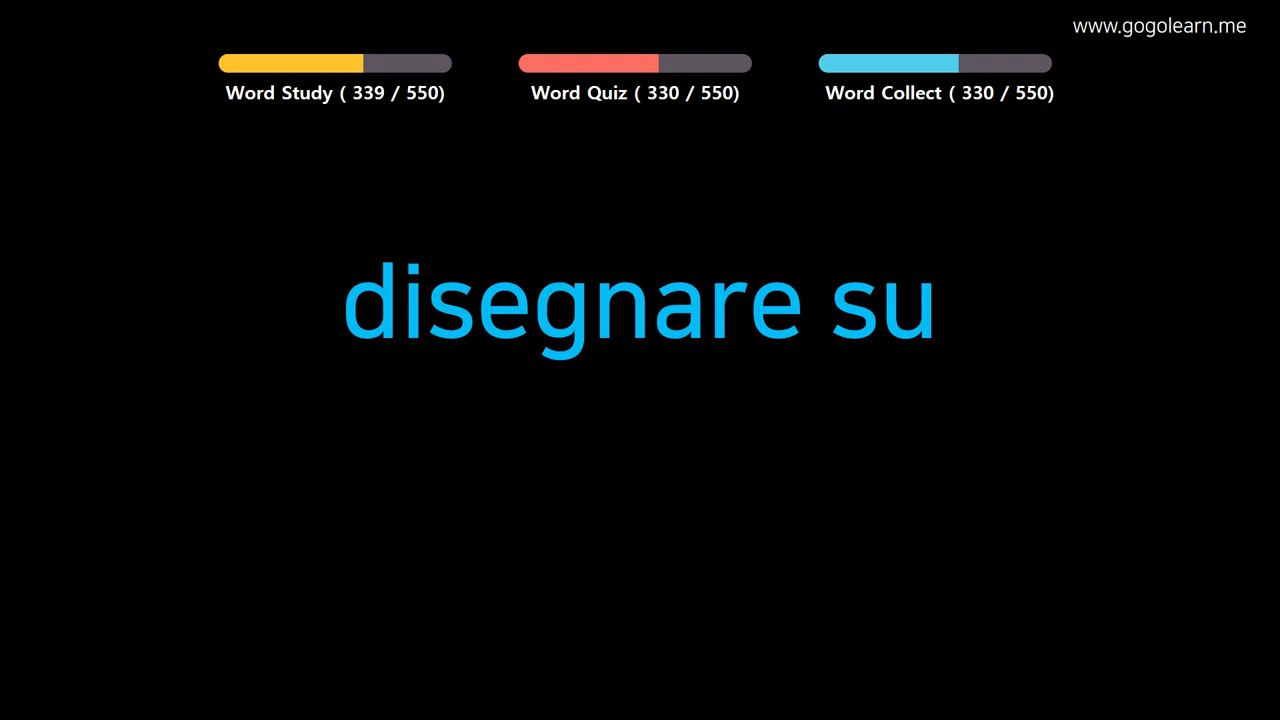 www.gogolearn.me
Word Study ( 339 / 550)
Word Quiz ( 330 / 550)
Word Collect ( 330 / 550)
disegnare su